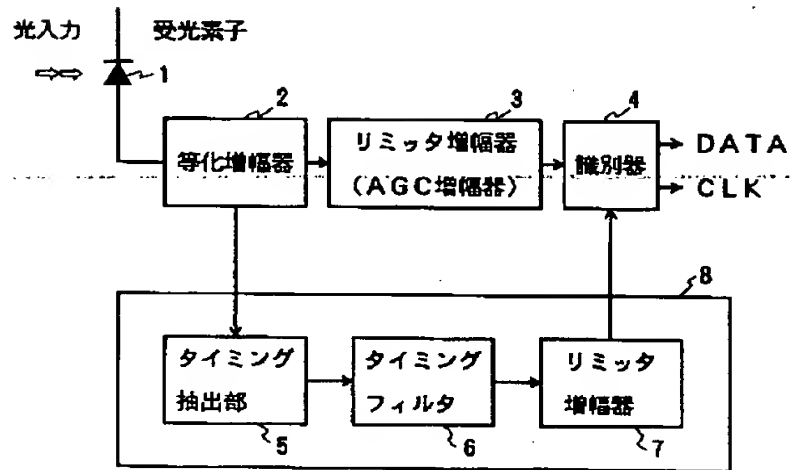 光入力 受光素子
1
2
3
4
等化増幅器
リミッタ増幅器
(AGC増幅器)
識別器
DATA
CLK
8
タイミング
抽出部
タイミング
フィルタ
リミッタ
増幅器
5
6
7